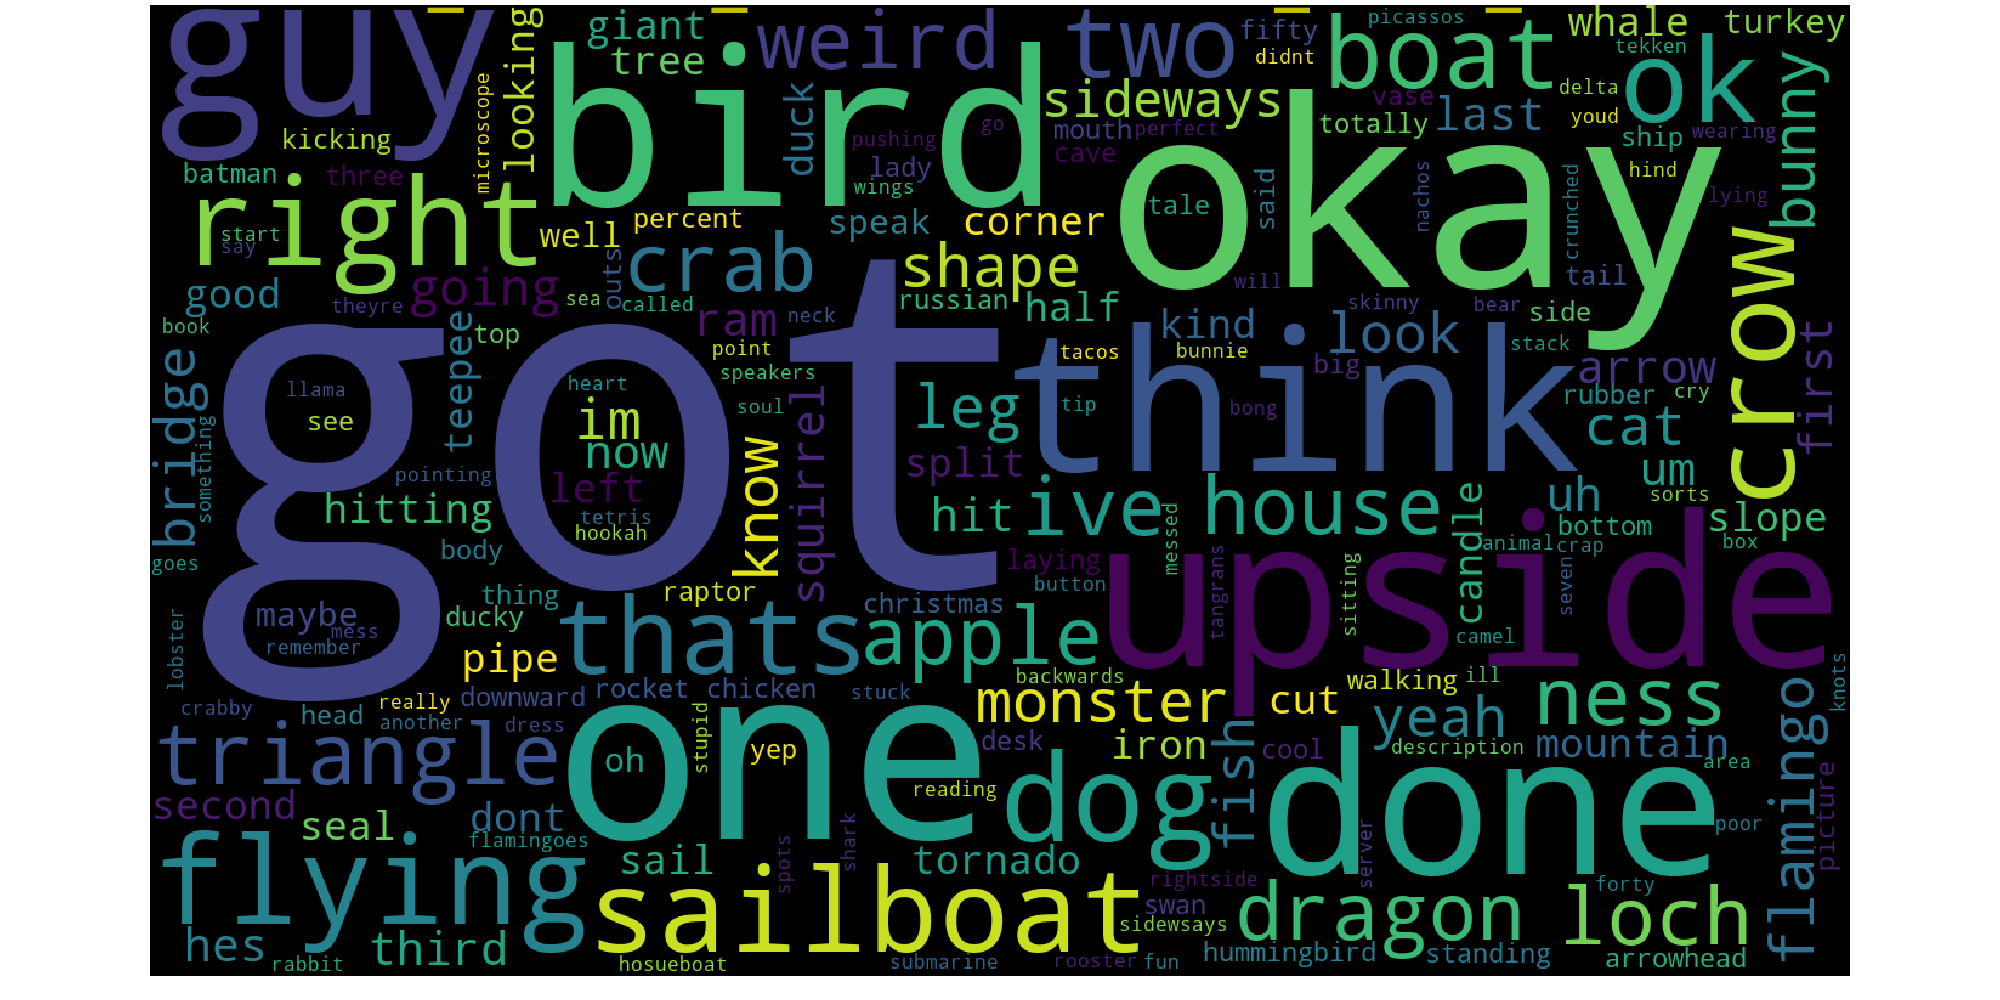 guy
bird
okay
got
think
upside
one
done
giant
tree
looking
microscope
kicking
batman
three
right
start
say
weird
duck
two
fifty
didnt
sideways
boat
picassos
whale
turkey
tekken
ok
bunny
delta
youd
vase
totally
last
ship
wearing
hind
lying
pushing
go
mouth
perfect
cave
lady
wings
percent
well
speak
corner
tale
said
nachos
crunched
tail
crow
crab
shape
good
going
outs
called
sea
theyre
book
top
ram
neck
point
speakers
russian
half
will
skinny
bear
side
kind
look
stack
tacos
bunnie
big
arrow
first
bridge
teepee
llama
see
heart
im
now
soul
squirrel
leg
tip
bong
rubber
cry
cat
something
pointing
left
know
split
um
uh
sorts
hitting
tetris
hookah
hit
ive
house
candle
messed
bottom
slope
goes
body
laying
button
tangrans
sitting
animal
crap
box
seven
thing
raptor
christmas
maybe
mess
remember
ducky
thats
apple
camel
lobster
pipe
backwards
rocket
chicken
stuck
downward
really
crabby
head
another
dress
monster
cut
walking
ill
ness
knots
yeah
triangle
stupid
oh
yep
desk
iron
fish
cool
description
mountain
area
flamingo
picture
reading
dog
second
seal
dont
flamingoes
poor
server
flying
sail
spots
shark
tornado
rightside
forty
sailboat
swan
sidewsays
dragon
loch
hes
third
rabbit
hosueboat
submarine
rooster
fun
hummingbird
standing
arrowhead